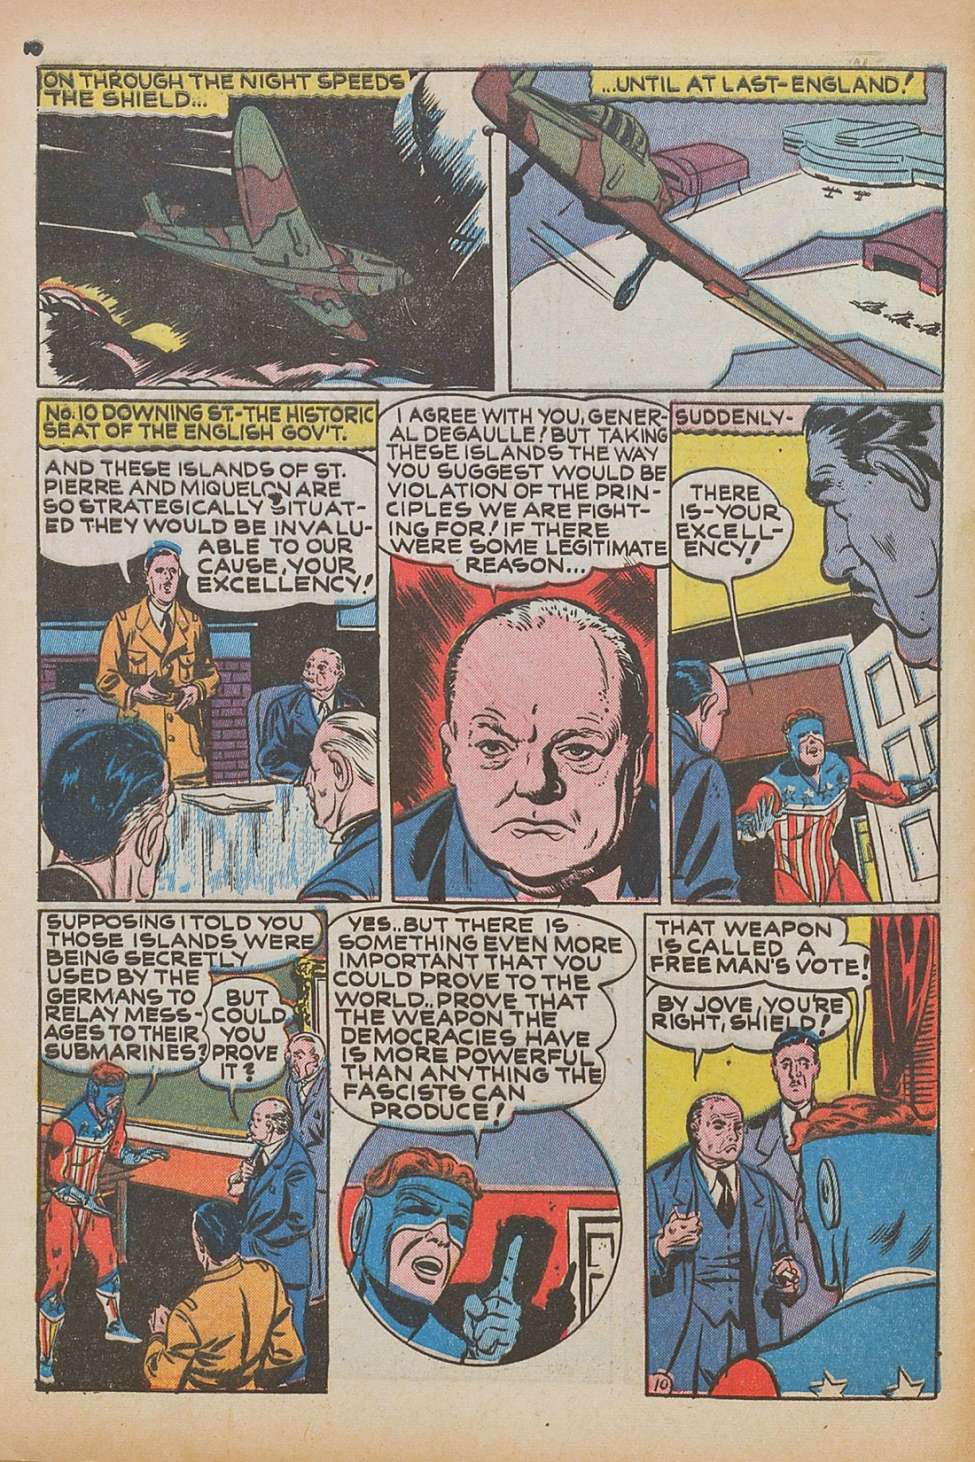 10
ON THROUGH THE NIGHT SPEEDS
THE SHIELD...
...UNTIL AT LAST-ENGLAND!
NO. 10 DOWNING ST.-THE HISTORIC
SEAT OF THE ENGLISH GOV'T.
AND THESE ISLANDS OF ST.
PIERRE AND MIQUELON ARE
SO STRATEGICALLY SITUAT-
ED THEY WOULD BE INVALU-
ABLE TO OUR
CAUSE, YOUR
EXCELLENCY!
I AGREE WITH YOU, GENER-
AL DEGAULLE! BUT TAKING
THESE ISLANDS THE WAY
YOU SUGGEST WOULD BE
VIOLATION OF THE PRIN-
CIPLES WE ARE FIGHT-
ING FOR! IF THERE
WERE SOME LEGITIMATE
REASON...
SUDDENLY-
THERE
IS-YOUR
EXCELL-
ENCY!
SUPPOSING I TOLD YOU
THOSE ISLANDS WERE
BEING SECRETLY
USED BY THE
GERMANS TO
RELAY MESS-
AGES TO THEIR
SUBMARINES?
BUT
COULD
YOU
PROVE
IT?
YES.. BUT THERE IS
SOMETHING EVEN MORE
IMPORTANT THAT YOU
COULD PROVE TO THE
WORLD.. PROVE THAT
THE WEAPON THE
DEMOCRACIES HAVE
IS MORE POWERFUL
THAN ANYTHING THE
FASCISTS CAN
PRODUCE!
THAT WEAPON
IS CALLED A
FREE MAN'S VOTE!
BY JOVE, YOU'RE
RIGHT, SHIELD!
10